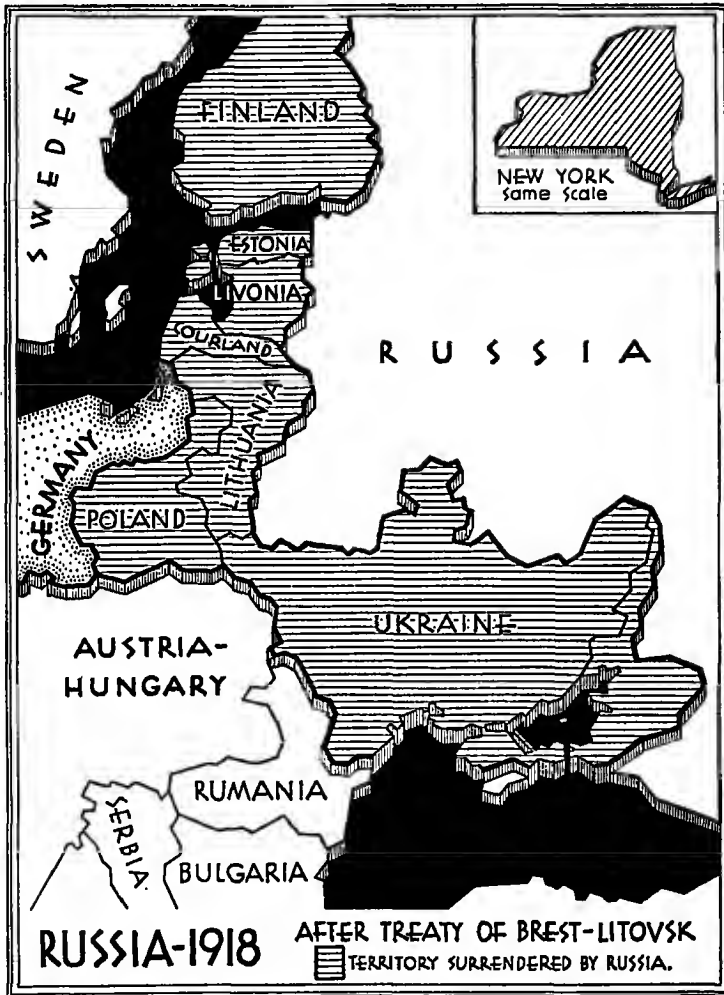 SWEDEN
FINLAND
NEW YORK
Same Scale
ESTONIA
LIVONIA
COURLAND
RUSSIA
LITHUANIA
GERMANY
POLAND
UKRAINE
AUSTRIA-
HUNGARY
RUMANIA
SERBIA
BULGARIA
RUSSIA-1918
AFTER TREATY OF BREST-LITOVSK
TERRITORY SURRENDERED BY RUSSIA.